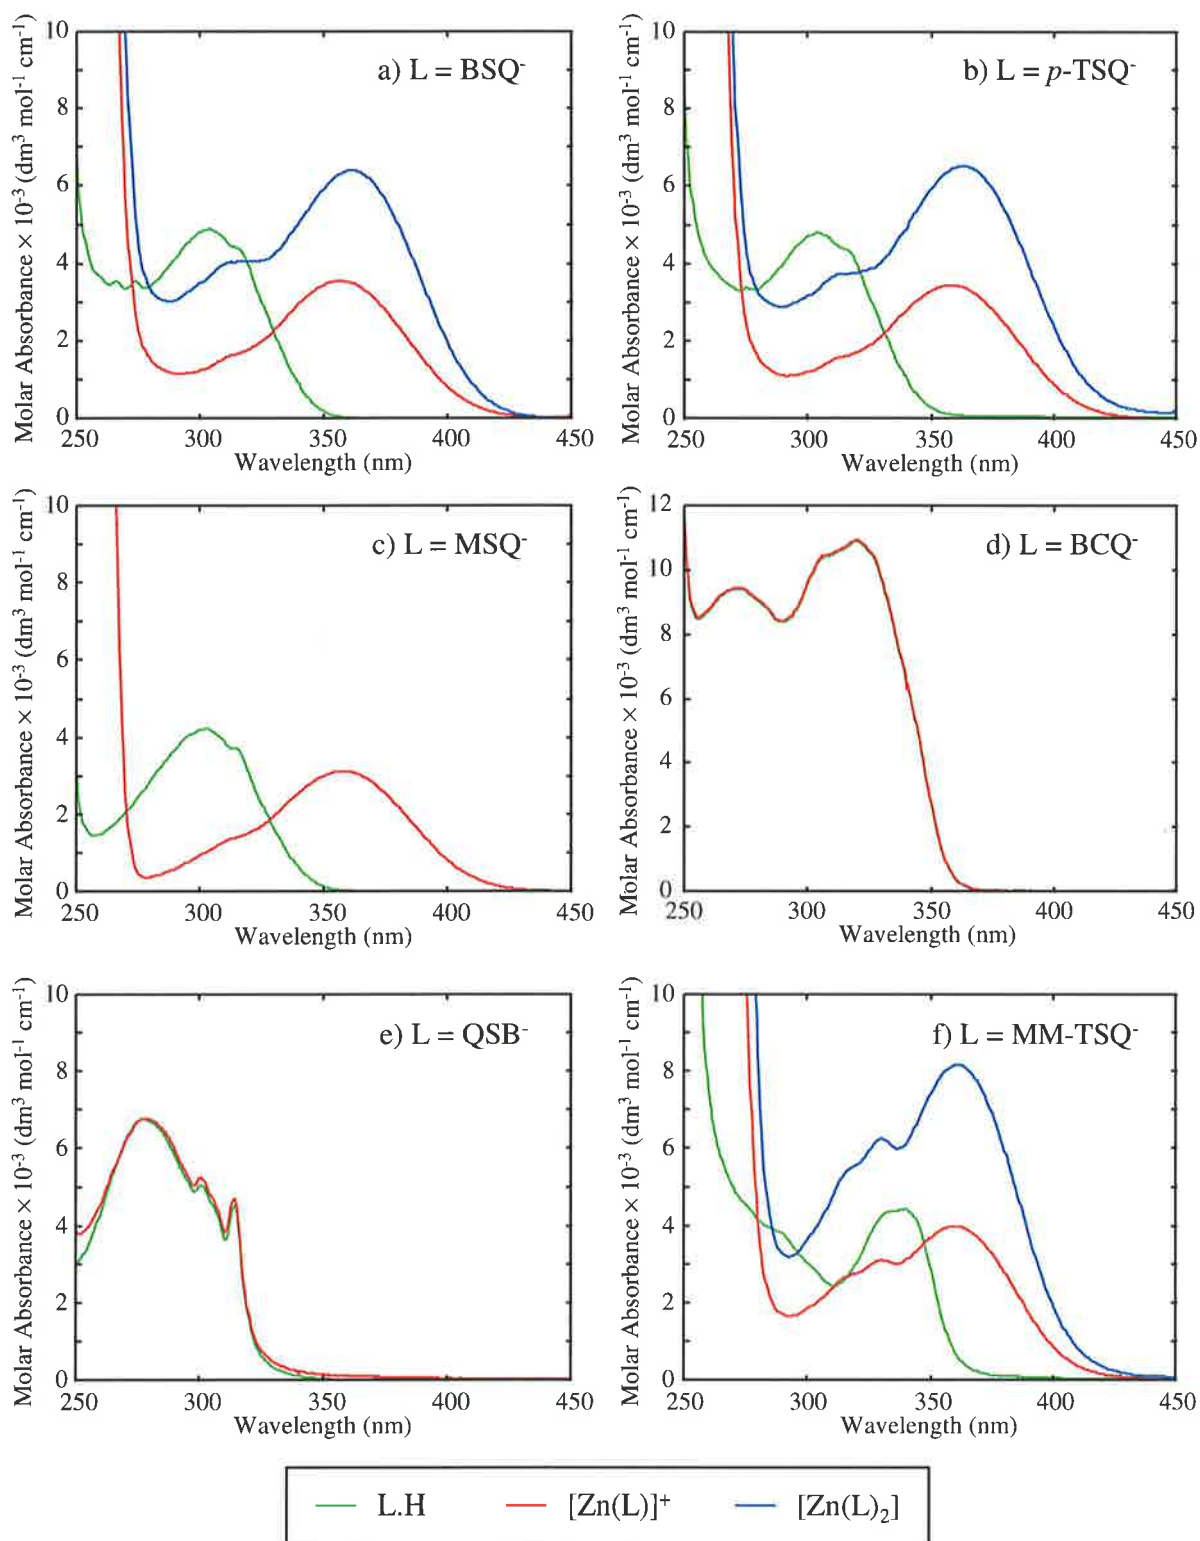 a) L = BSQ⁻
Molar Absorbance × 10⁻³ (dm³ mol⁻¹ cm⁻¹)
10
8
6
4
2
0
250 300 350 400 450
Wavelength (nm)
b) L = p-TSQ⁻
Molar Absorbance × 10⁻³ (dm³ mol⁻¹ cm⁻¹)
10
8
6
4
2
0
250 300 350 400 450
Wavelength (nm)
c) L = MSQ⁻
Molar Absorbance × 10⁻³ (dm³ mol⁻¹ cm⁻¹)
10
8
6
4
2
0
250 300 350 400 450
Wavelength (nm)
d) L = BCQ⁻
Molar Absorbance × 10⁻³ (dm³ mol⁻¹ cm⁻¹)
12
10
8
6
4
2
0
250 300 350 400 450
Wavelength (nm)
e) L = QSB⁻
Molar Absorbance × 10⁻³ (dm³ mol⁻¹ cm⁻¹)
10
8
6
4
2
0
250 300 350 400 450
Wavelength (nm)
f) L = MM-TSQ⁻
Molar Absorbance × 10⁻³ (dm³ mol⁻¹ cm⁻¹)
10
8
6
4
2
0
250 300 350 400 450
Wavelength (nm)
L.H [Zn(L)]⁺ [Zn(L)₂]